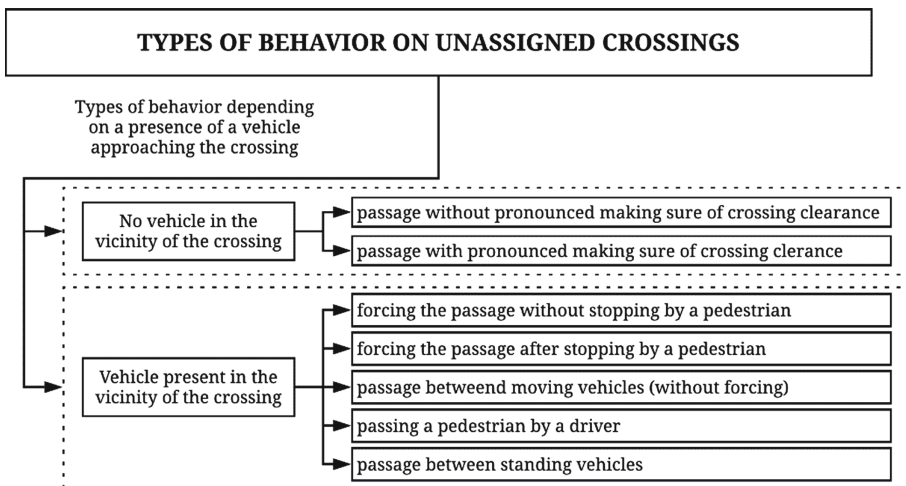 TYPES OF BEHAVIOR ON UNASSIGNED CROSSINGS
Types of behavior depending
on a presence of a vehicle
approaching the crossing
No vehicle in the
vicinity of the crossing
passage without pronounced making sure of crossing clearance
passage with pronounced making sure of crossing clerance
Vehicle present in the
vicinity of the crossing
forcing the passage without stopping by a pedestrian
forcing the passage after stopping by a pedestrian
passage betweend moving vehicles (without forcing)
passing a pedestrian by a driver
passage between standing vehicles